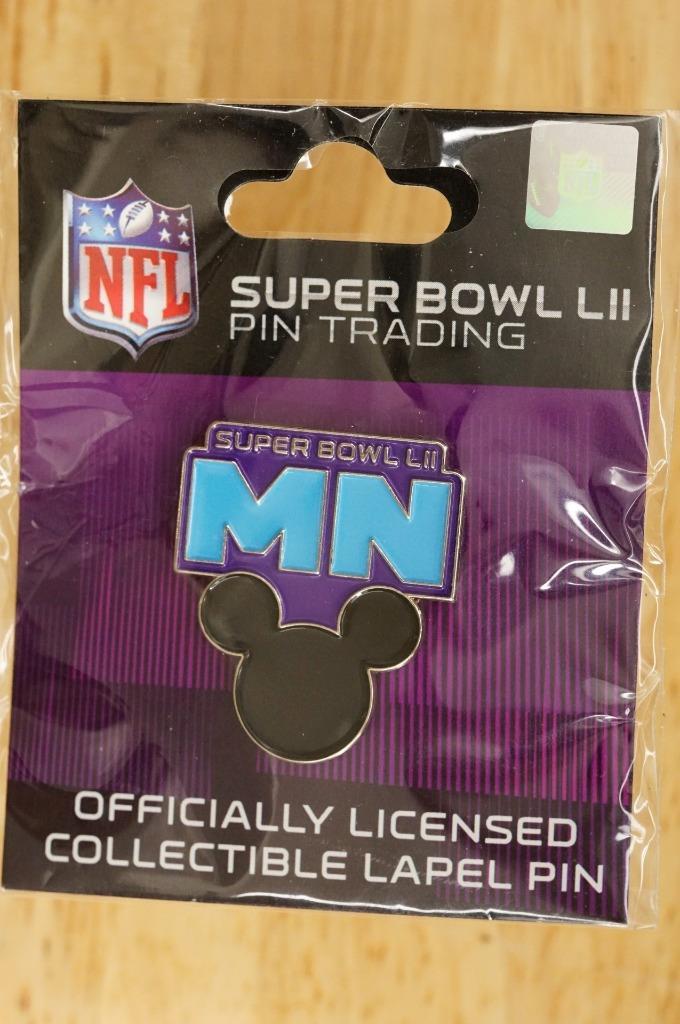 NFL
SUPER BOWL LII
PIN TRADING
SUPER BOWL LII
MN
OFFICIALLY LICENSED
COLLECTIBLE LAPEL PIN